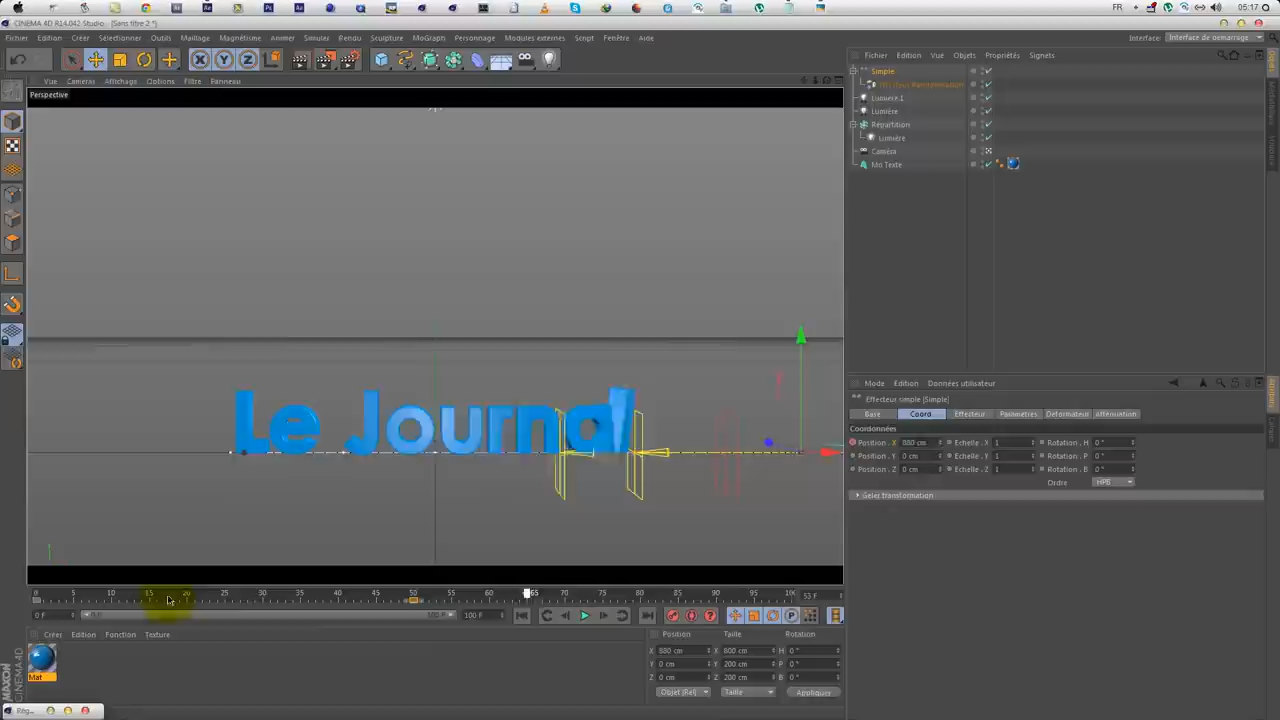 FR 05:17
CINEMA 4D R14.042 Studio - [Sans titre 2 *]
Fichier Edition Créer Sélectionner Outils Maillage Magnétisme Animer Simuler Rendu Sculpture MoGraph Personnage Modules externes Script Fenêtre Aide
Interface: Interface de démarrage
Vue Caméras Affichage Options Filtre Panneau
Perspective
Le Journal
0 5 10 15 20 25 30 35 40 45 50 55 60 65 70 75 80 85 90 95 100
53 F
0 F 100 F 100 F
Créer Edition Function Texture
Mat
MAXON CINEMA 4D
Position Taille Rotation
X 880 cm X 800 cm H 0 °
Y 0 cm Y 200 cm P 0 °
Z 0 cm Z 200 cm B 0 °
Objet (Rel) Taille Appliquer
Fichier Edition Vue Objets Propriétés Signets
Simple
Lumière.1
Lumière
Répartition
Lumière
Caméra
Mo Texte
Mode Edition Données utilisateur
Effecteur simple [Simple]
Base Coord Effecteur Paramètres Déformateur Atténuation
Coordonnées
Position . X 880 cm Echelle . X 1 Rotation . H 0 °
Position . Y 0 cm Echelle . Y 1 Rotation . P 0 °
Position . Z 0 cm Echelle . Z 1 Rotation . B 0 °
Ordre HPB
Geler transformation